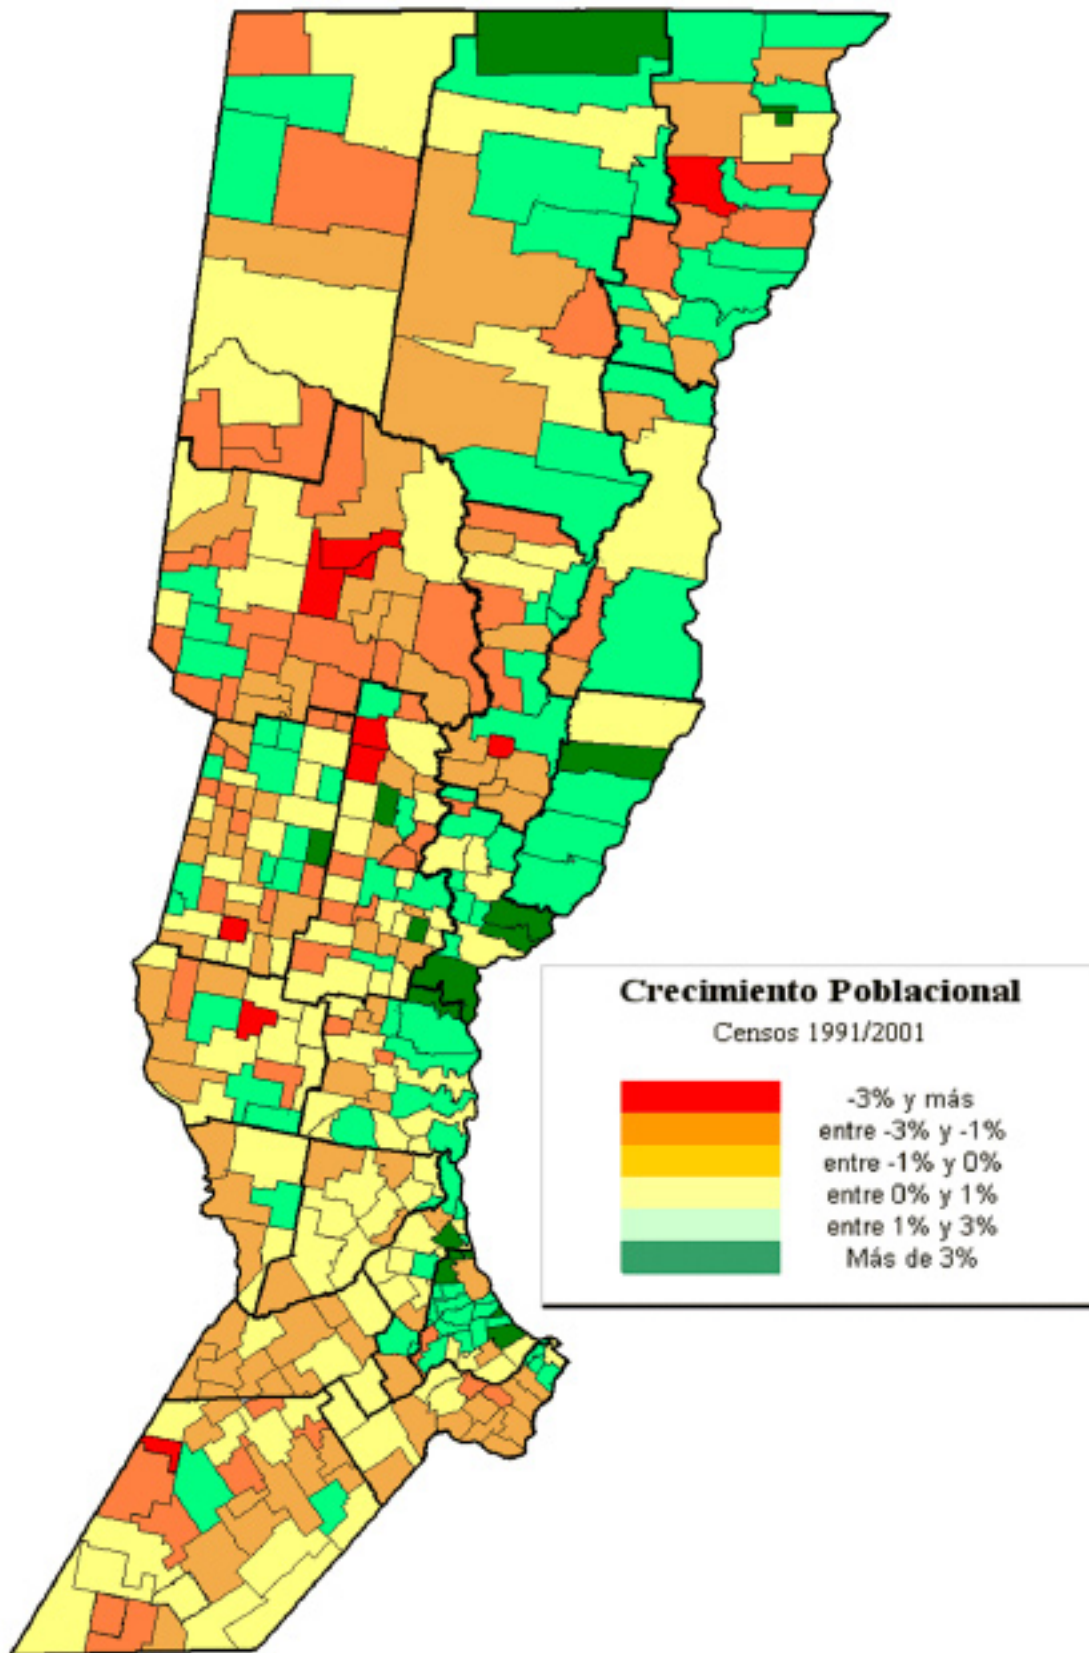 Crecimiento Poblacional
Censos 1991/2001
-3% y más
entre -3% y -1%
entre -1% y 0%
entre 0% y 1%
entre 1% y 3%
Más de 3%